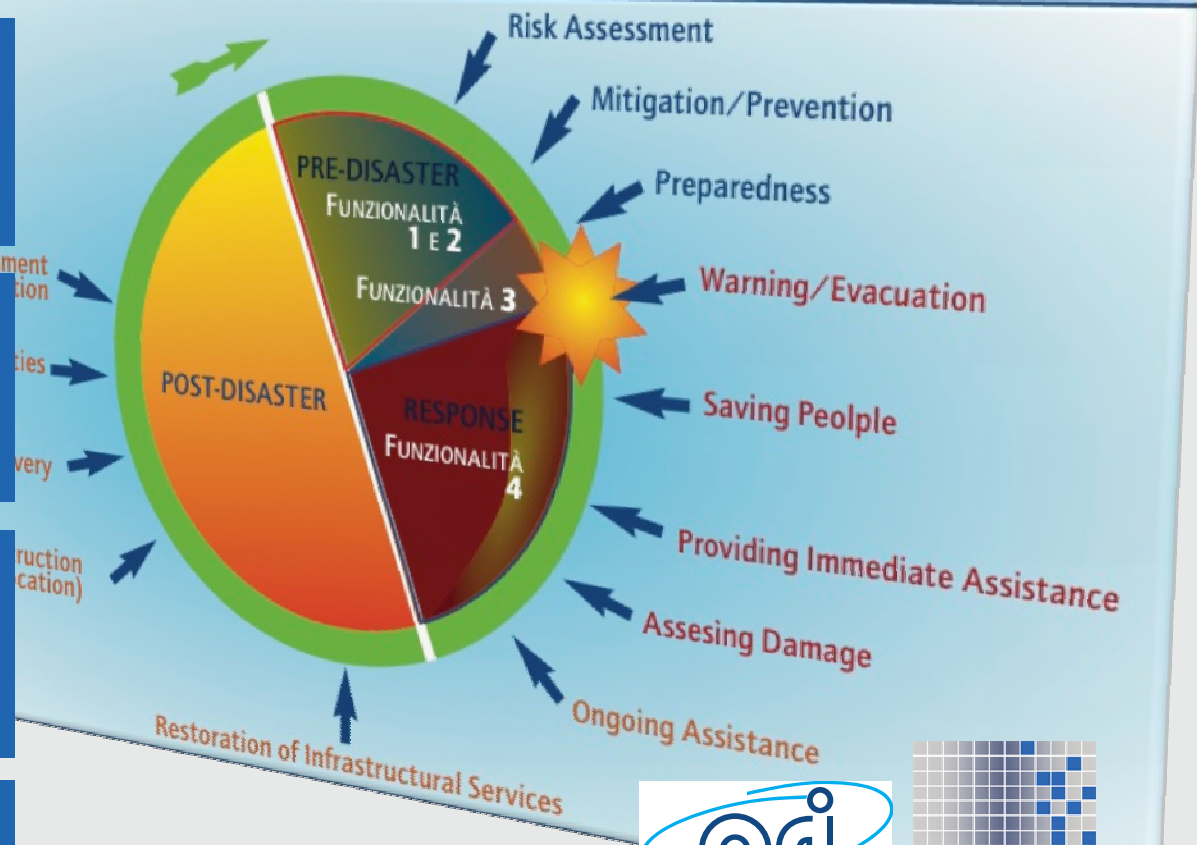 Risk Assessment
Mitigation/Prevention
Preparedness
Warning/Evacuation
Saving Peolple
Providing Immediate Assistance
Assesing Damage
Ongoing Assistance
Restoration of Infrastructural Services
PRE-DISASTER
FUNZIONALITÀ
1 E 2
FUNZIONALITÀ 3
POST-DISASTER
RESPONSE
FUNZIONALITÀ
4